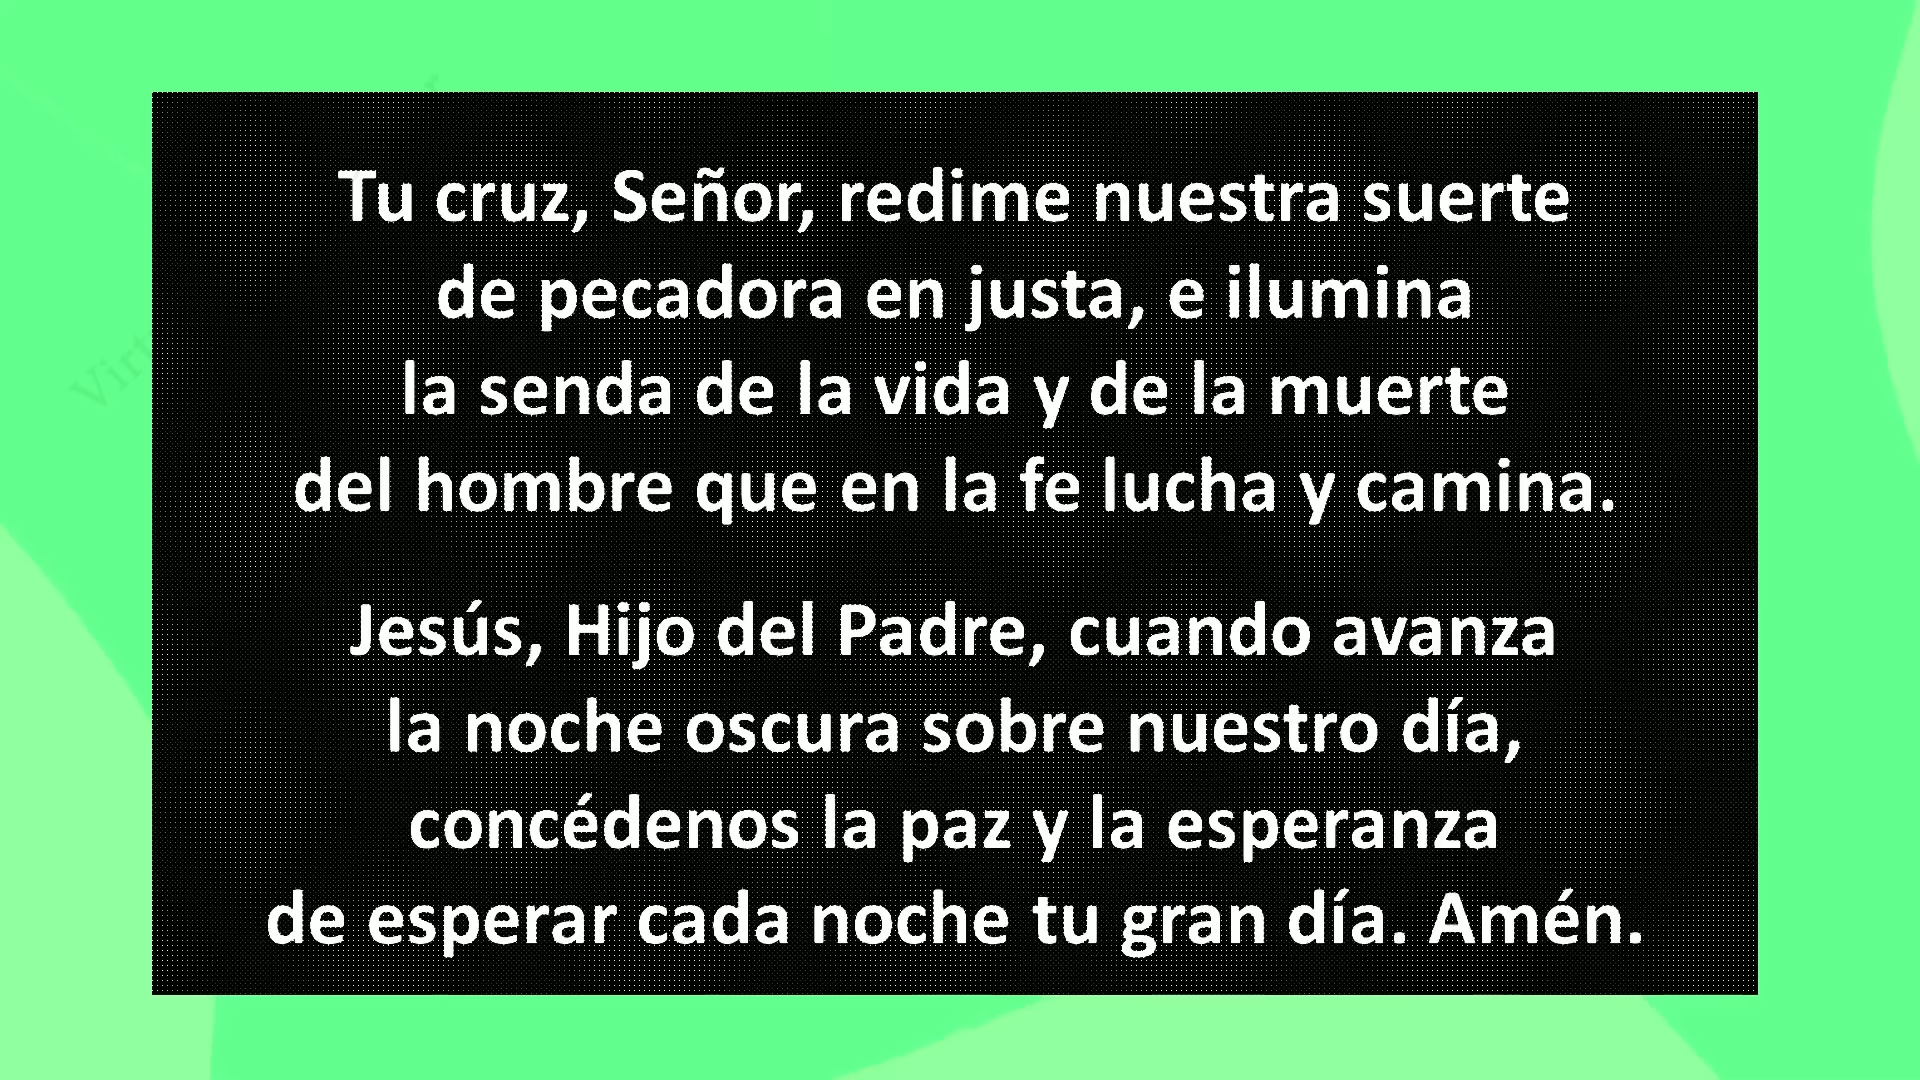 Tu cruz, Señor, redime nuestra suerte
de pecadora en justa, e ilumina
la senda de la vida y de la muerte
del hombre que en la fe lucha y camina.
Jesús, Hijo del Padre, cuando avanza
la noche oscura sobre nuestro día,
concédenos la paz y la esperanza
de esperar cada noche tu gran día. Amén.